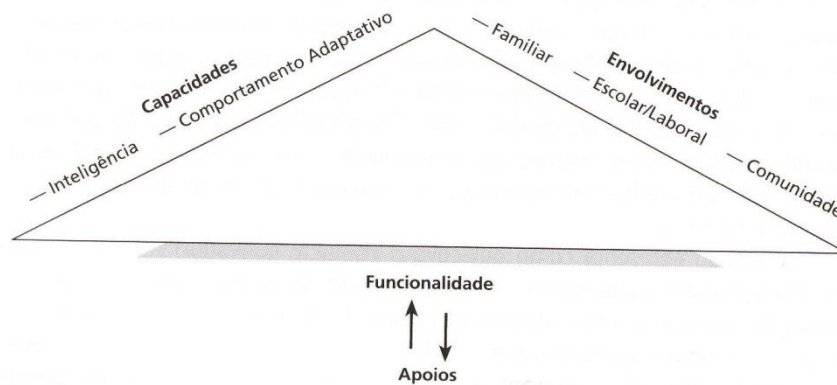 Capacidades
— Inteligência
— Comportamento Adaptativo
Envolvimentos
— Familiar
— Escolar/Laboral
— Comunidade
Funcionalidade
Apoios